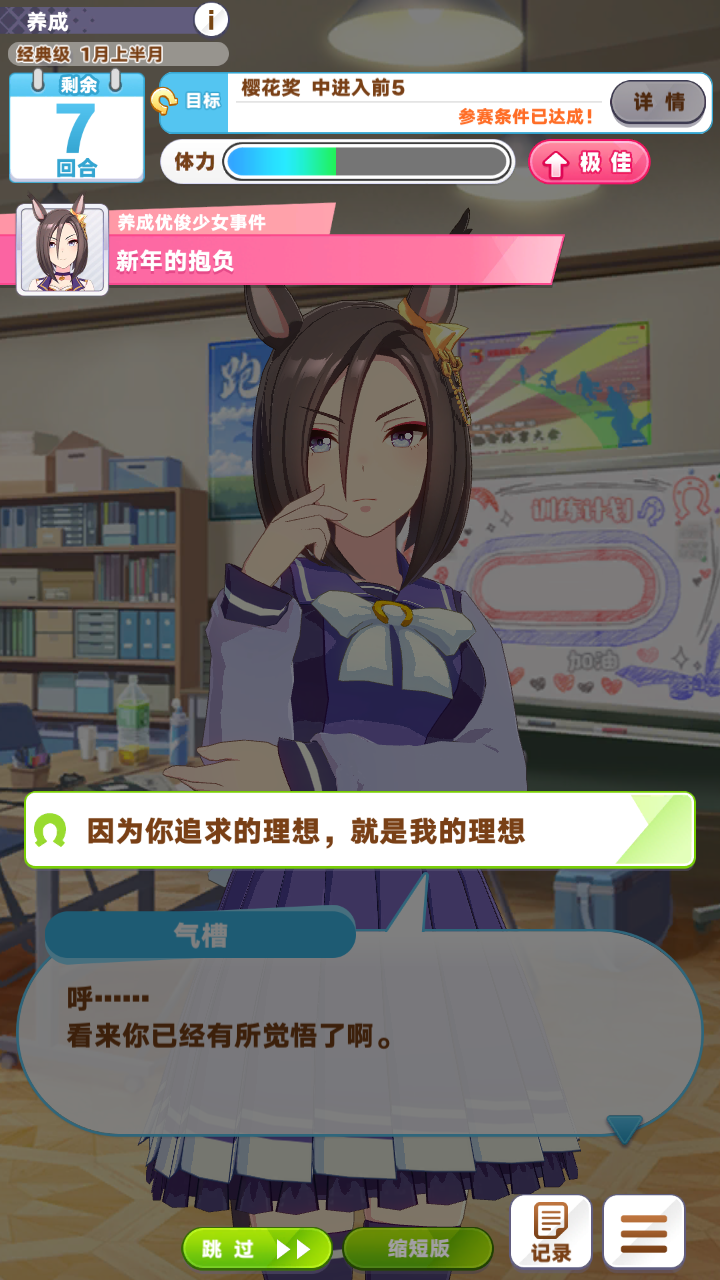 养成
经典级 1月上半月
剩余
7
回合
目标
樱花奖 中进入前5
参赛条件已达成！
详情
体力
极佳
养成优俊少女事件
新年的抱负
跑
训练计划
加油
因为你追求的理想，就是我的理想
气槽
呼……
看来你已经有所觉悟了啊。
跳过
缩短版
记录